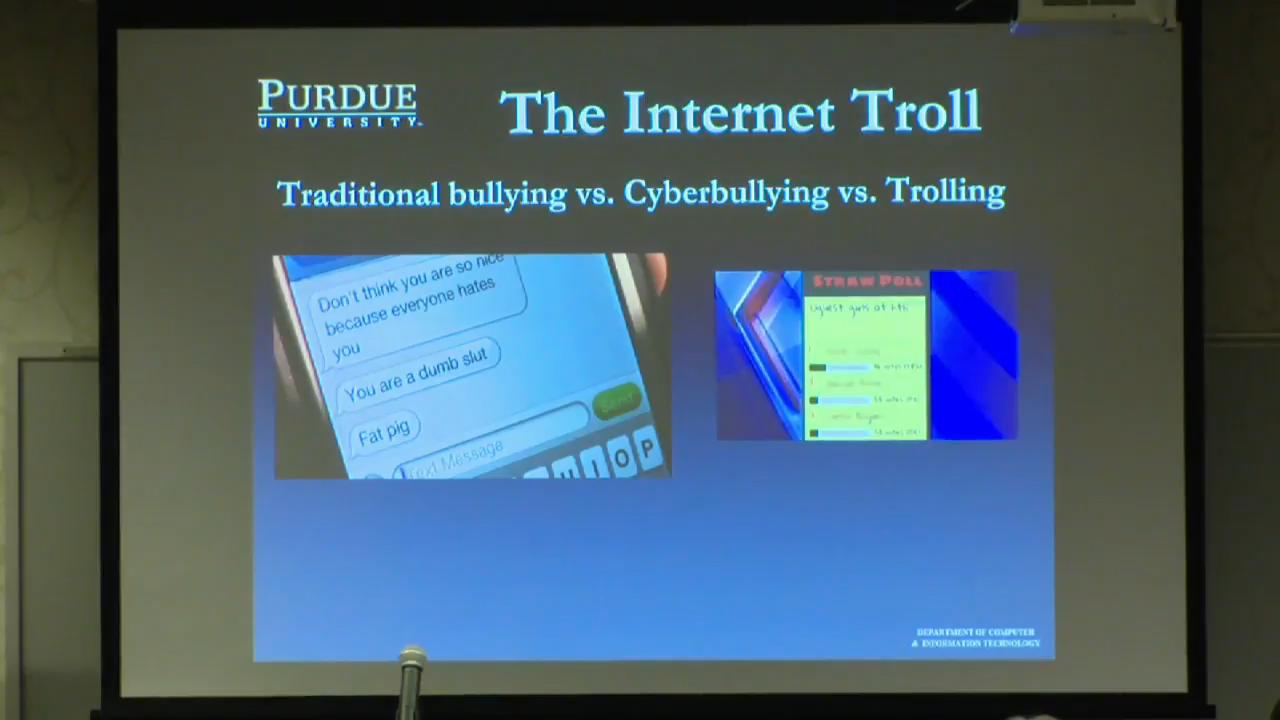 PURDUE
UNIVERSITY
The Internet Troll
Traditional bullying vs. Cyberbullying vs. Trolling
Don't think you are so nice
because everyone hates
you
You are a dumb slut
Fat pig
Send
Text Message
I O P
STRAW POLL
DEPARTMENT OF COMPUTER
& INFORMATION TECHNOLOGY